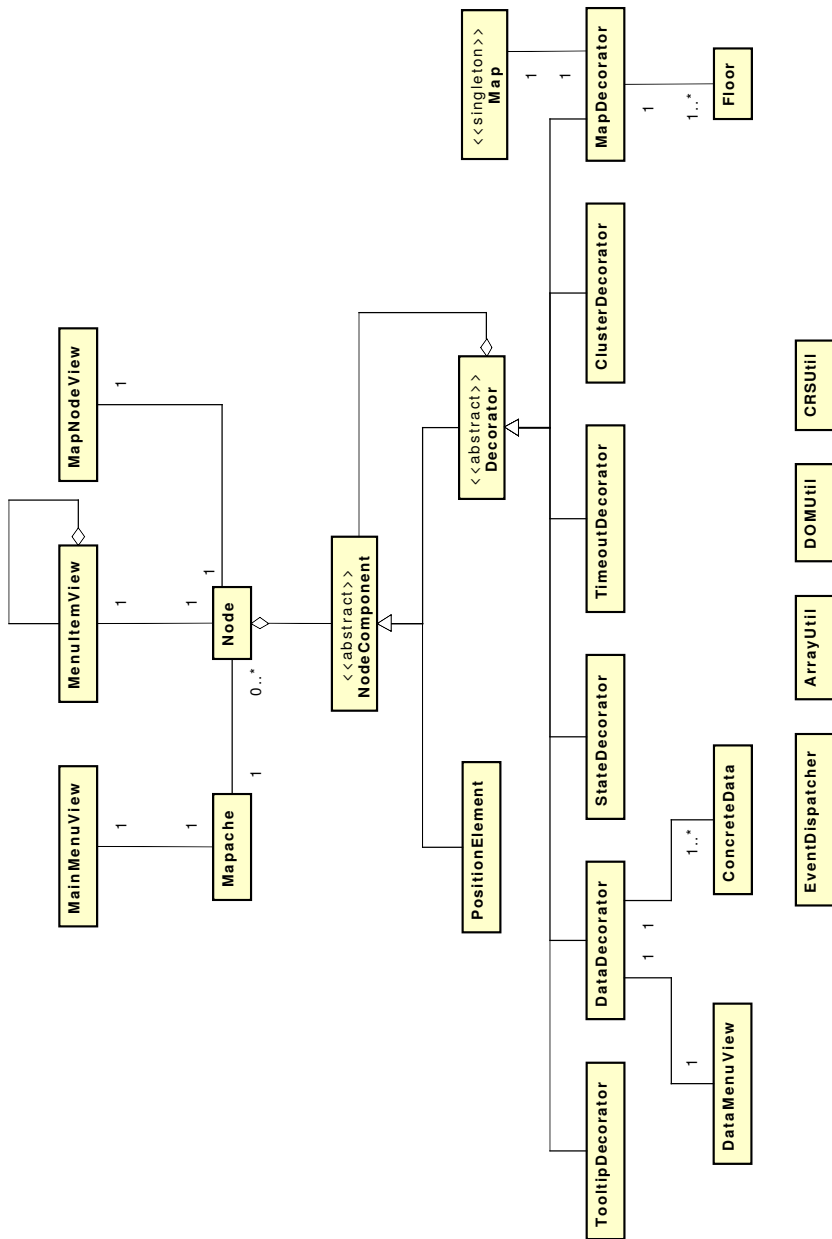 MainMenuView
MenuItemView
MapNodeView
1
1
1
1
1
1
Mapache
Node
1
0..*
<<abstract>>
NodeComponent
PositionElement
<<abstract>>
Decorator
<<singleton>>
Map
1
1
TooltipDecorator
DataDecorator
StateDecorator
TimeoutDecorator
ClusterDecorator
MapDecorator
1
1
1
1
1..*
1..*
DataMenuView
ConcreteData
Floor
EventDispatcher
ArrayUtil
DOMUtil
CRSUtil